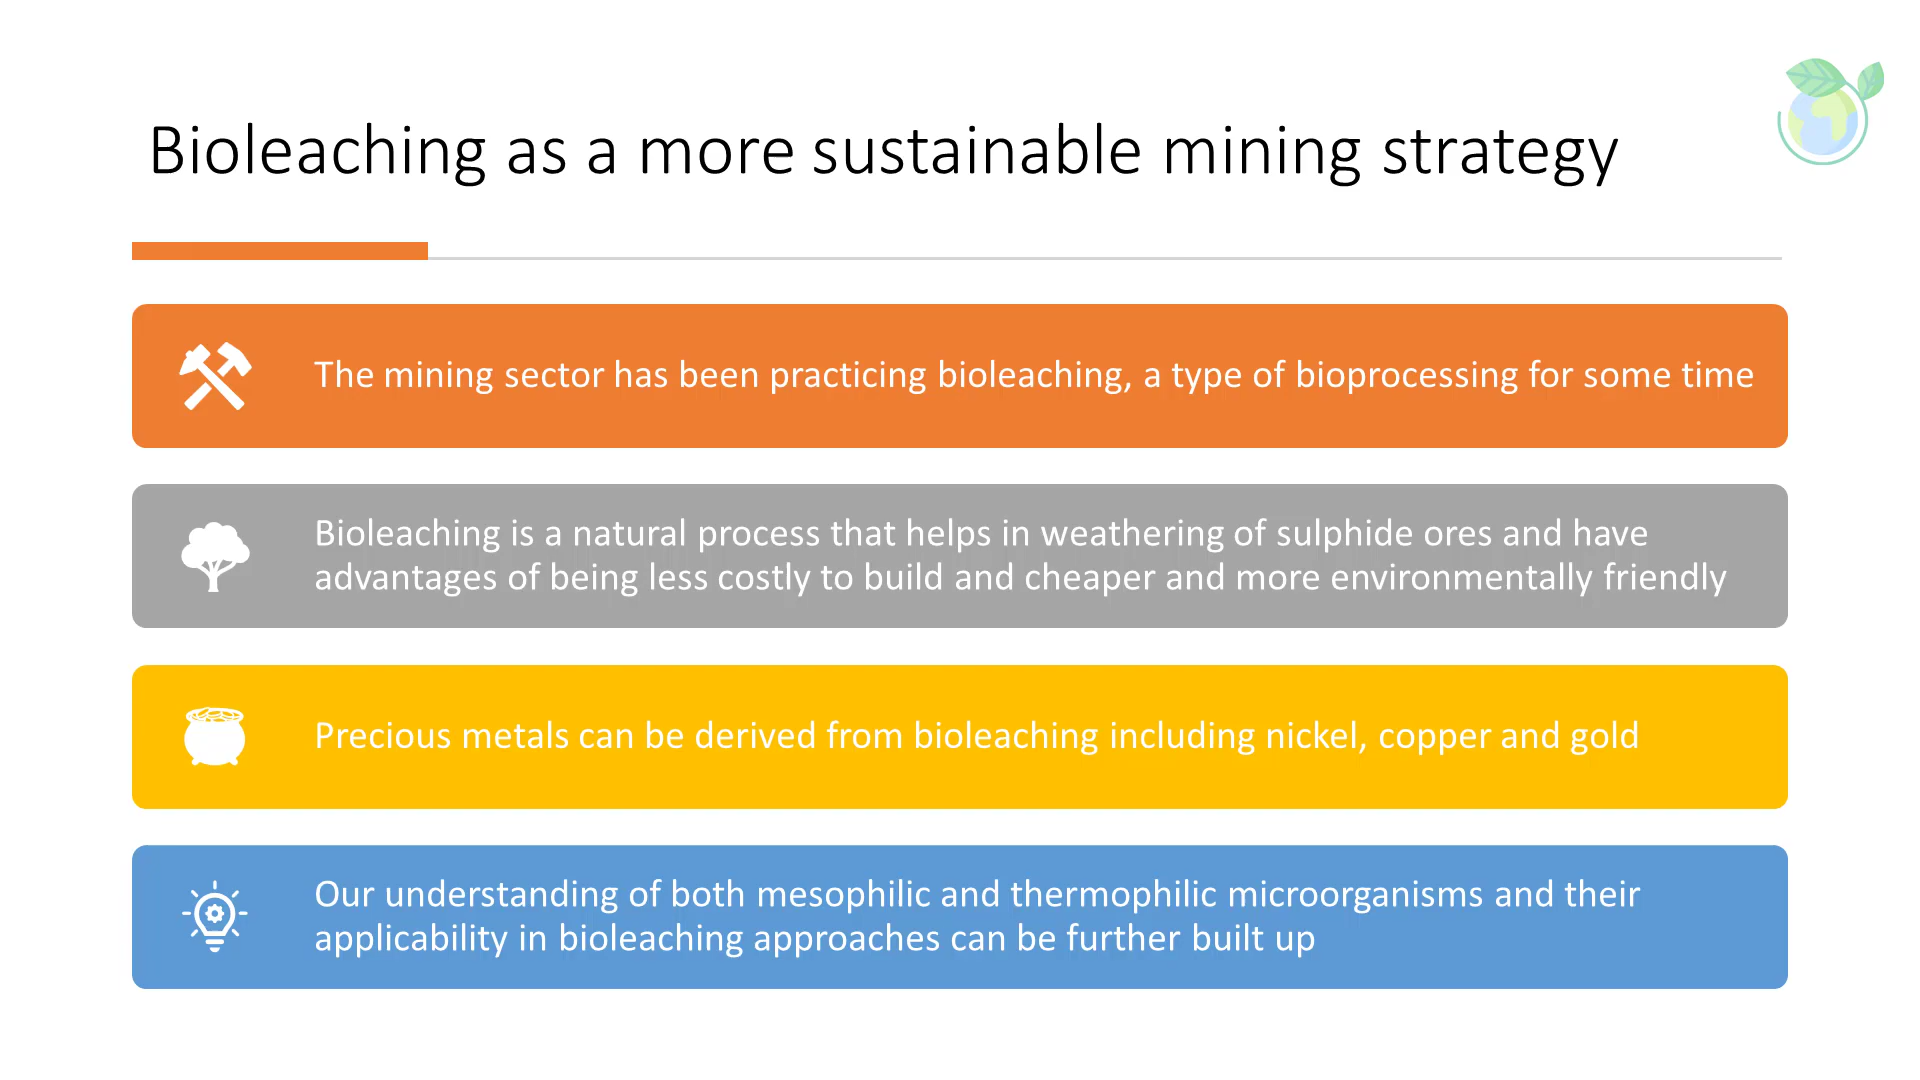 Bioleaching as a more sustainable mining strategy
The mining sector has been practicing bioleaching, a type of bioprocessing for some time
Bioleaching is a natural process that helps in weathering of sulphide ores and have
advantages of being less costly to build and cheaper and more environmentally friendly
Precious metals can be derived from bioleaching including nickel, copper and gold
Our understanding of both mesophilic and thermophilic microorganisms and their
applicability in bioleaching approaches can be further built up